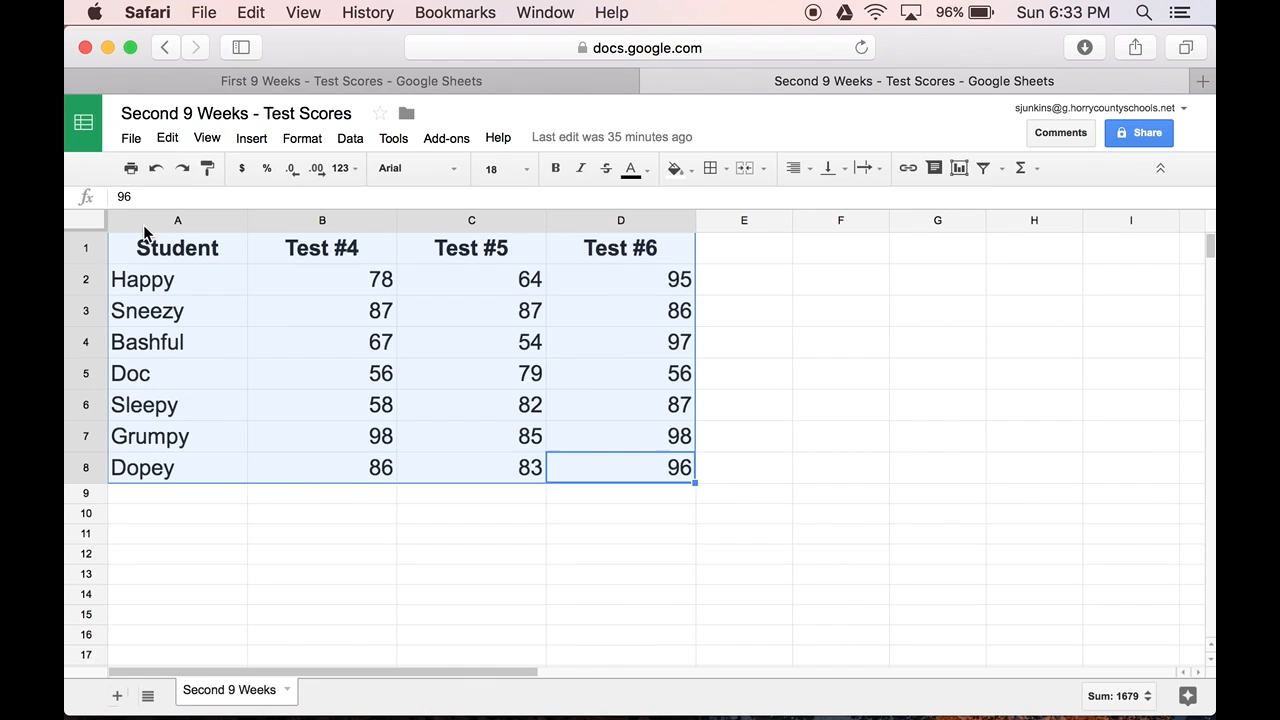 Safari File Edit View History Bookmarks Window Help 96% Sun 6:33 PM
docs.google.com
First 9 Weeks - Test Scores - Google Sheets Second 9 Weeks - Test Scores - Google Sheets
Second 9 Weeks - Test Scores sjunkins@g.horrycountyschools.net
File Edit View Insert Format Data Tools Add-ons Help Last edit was 35 minutes ago Comments Share
$ % .0 .00 123 Arial 18 B I S A Σ
fx 96
A B C D E F G H I
1 Student Test #4 Test #5 Test #6
2 Happy 78 64 95
3 Sneezy 87 87 86
4 Bashful 67 54 97
5 Doc 56 79 56
6 Sleepy 58 82 87
7 Grumpy 98 85 98
8 Dopey 86 83 96
9
10
11
12
13
14
15
16
17
Second 9 Weeks Sum: 1679